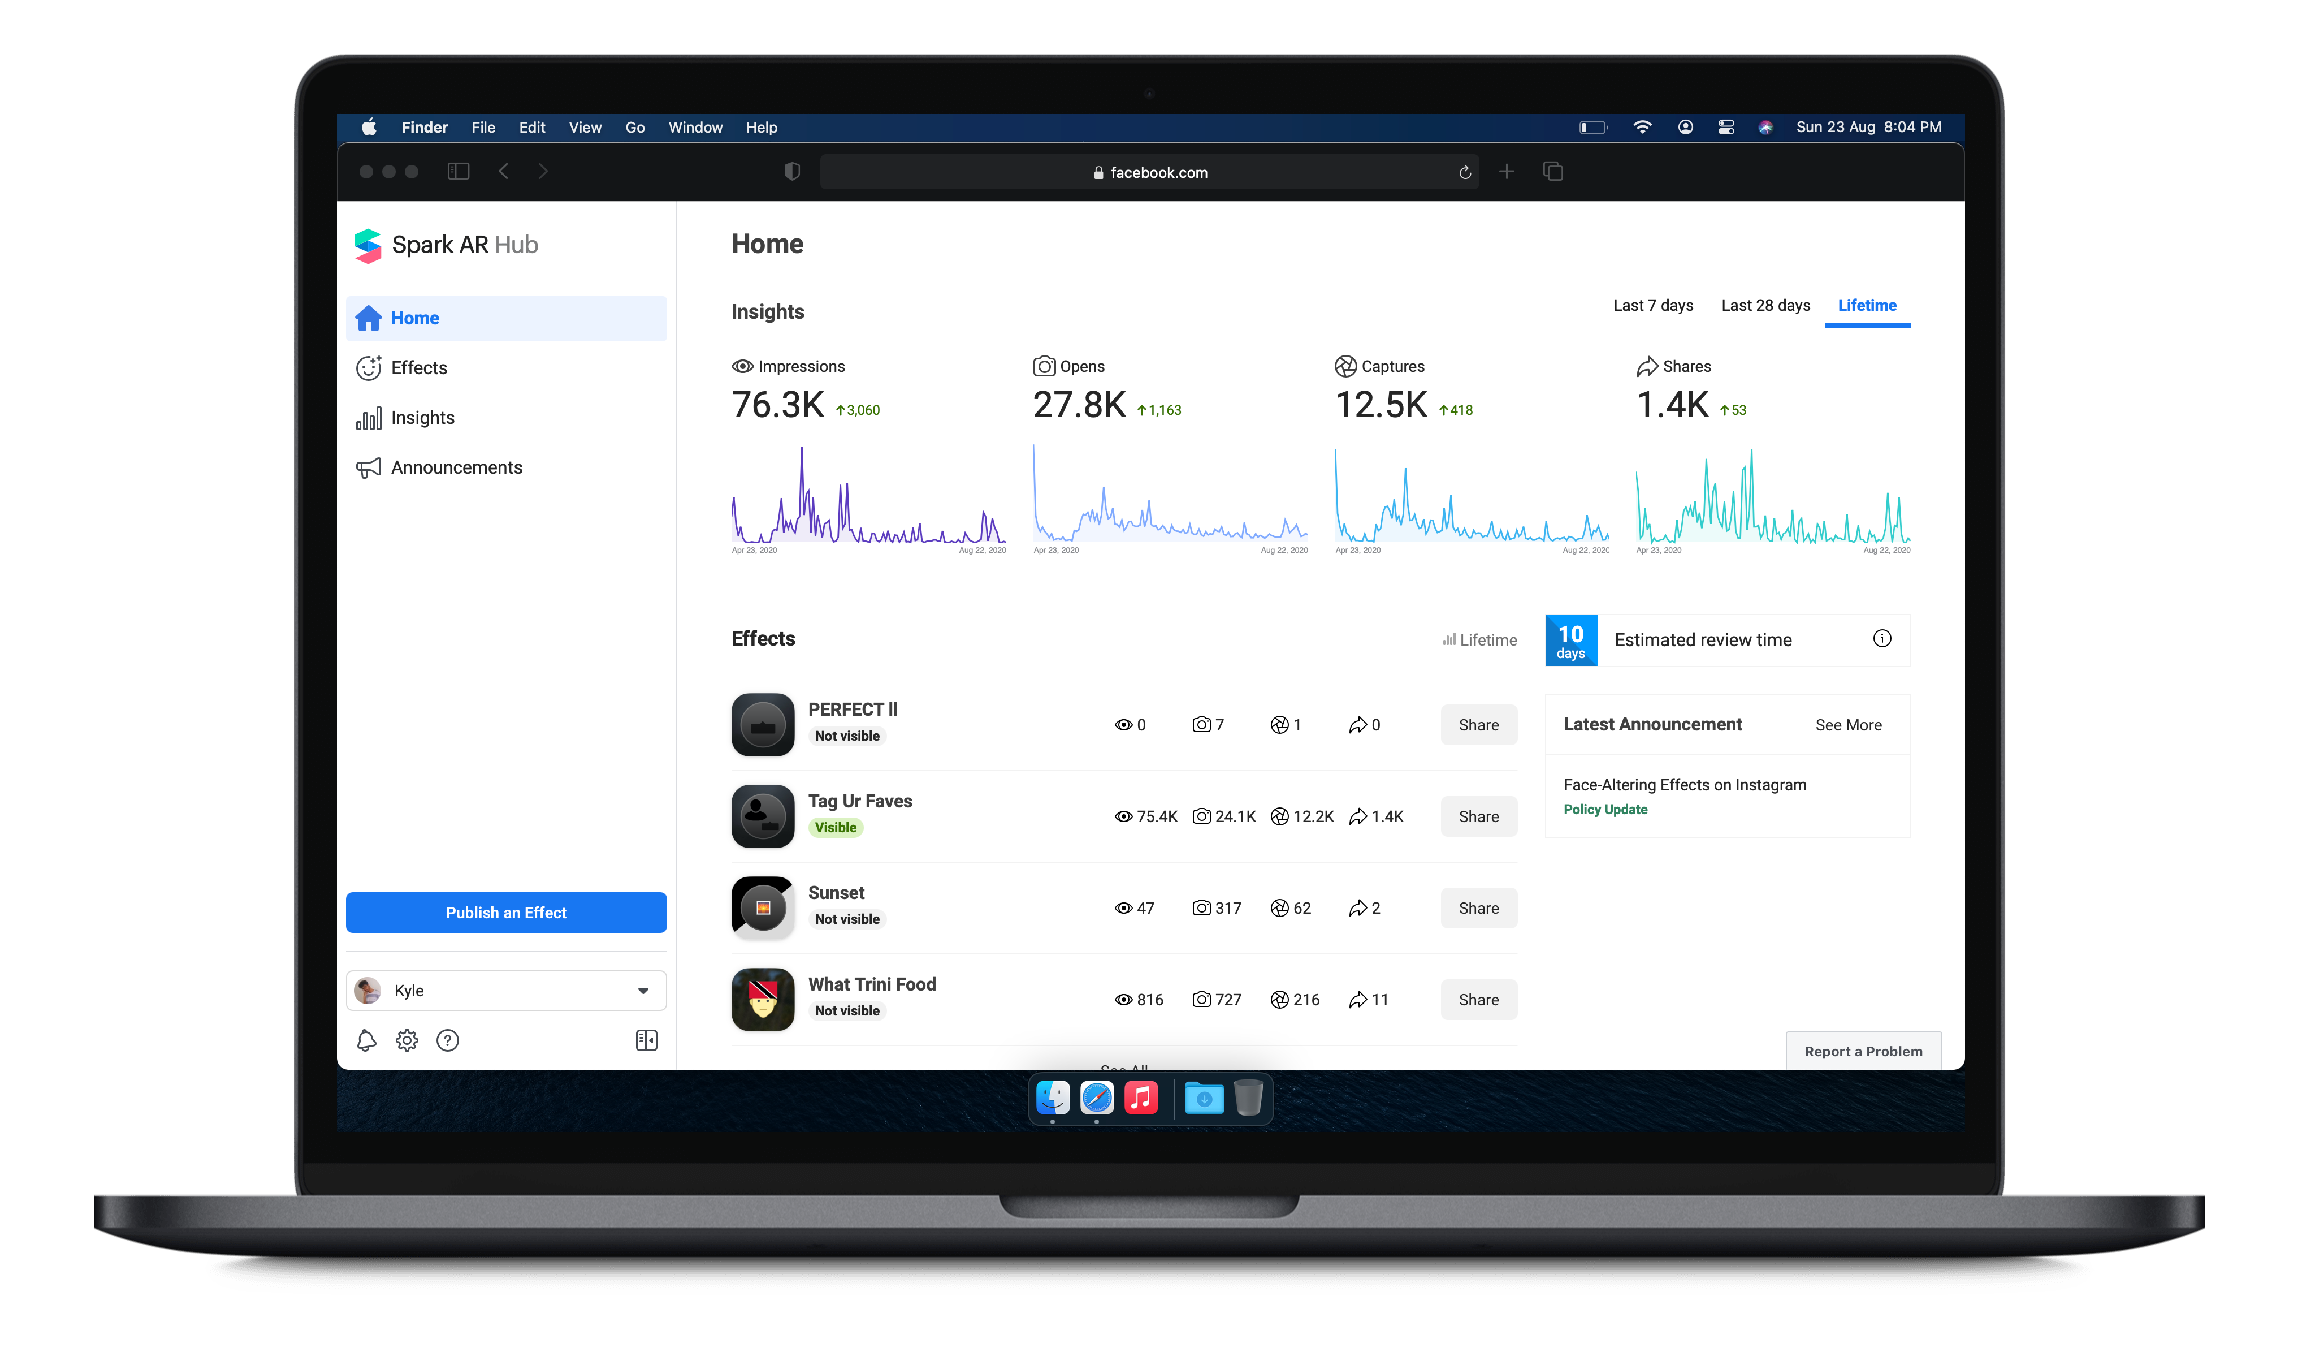 Finder File Edit View Go Window Help Sun 23 Aug 8:04 PM
facebook.com
Spark AR Hub
Home
Effects
Insights
Announcements
Publish an Effect
Kyle
Home
Insights
Last 7 days Last 28 days Lifetime
Impressions
76.3K 3,060
Apr 23, 2020 Aug 22, 2020
Opens
27.8K 1,163
Apr 23, 2020 Aug 22, 2020
Captures
12.5K 418
Apr 23, 2020 Aug 22, 2020
Shares
1.4K 53
Apr 23, 2020 Aug 22, 2020
Effects Lifetime
PERFECT ll
Not visible
0 7 1 0 Share
Tag Ur Faves
Visible
75.4K 24.1K 12.2K 1.4K Share
Sunset
Not visible
47 317 62 2 Share
What Trini Food
Not visible
816 727 216 11 Share
See All
10
days
Estimated review time
Latest Announcement See More
Face-Altering Effects on Instagram
Policy Update
Report a Problem